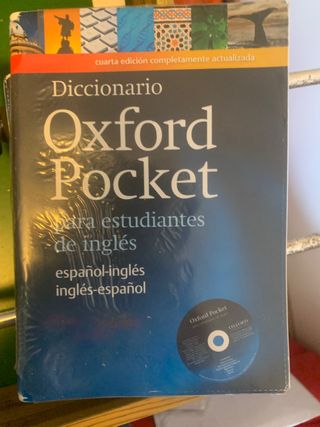 cuarta edición completamente actualizada
Diccionario
Oxford
Pocket
para estudiantes
de inglés
español-inglés
inglés-español
Oxford Pocket
OXFORD